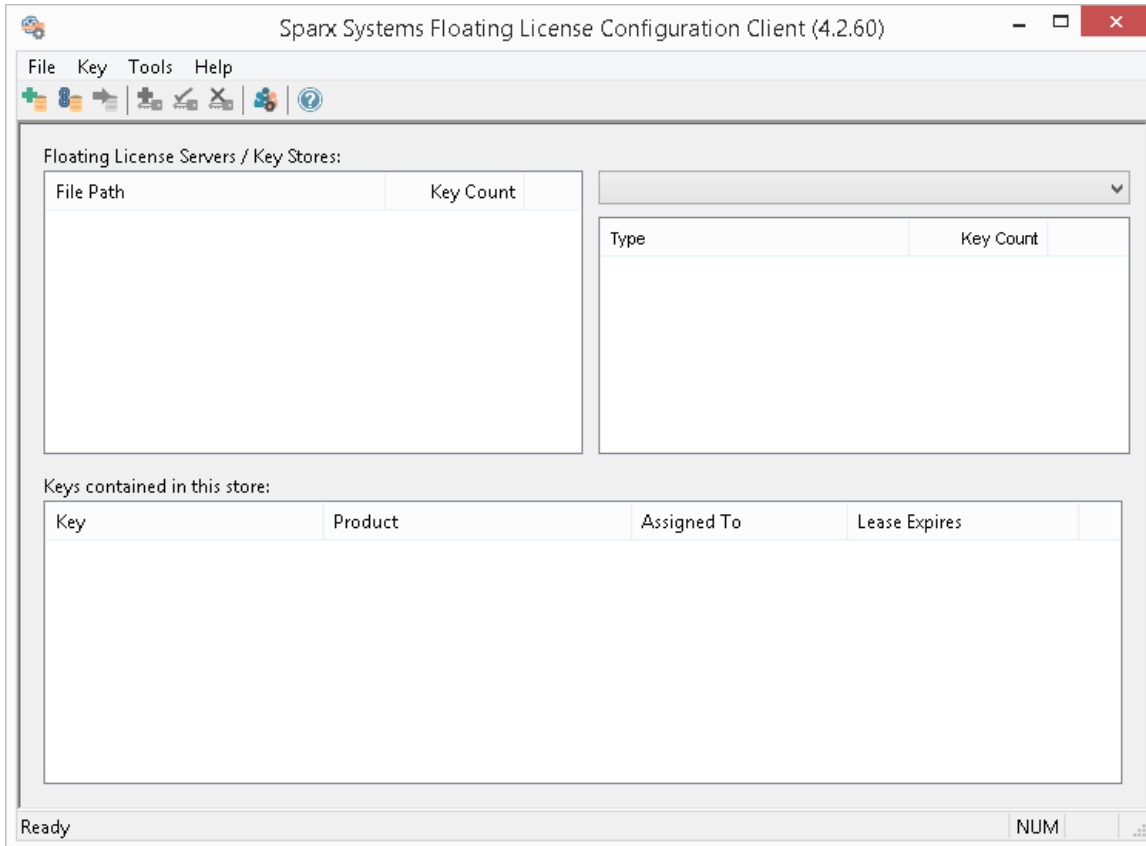 Sparx Systems Floating License Configuration Client (4.2.60)
File Key Tools Help
Floating License Servers / Key Stores:
File Path Key Count
Type Key Count
Keys contained in this store:
Key Product Assigned To Lease Expires
Ready NUM